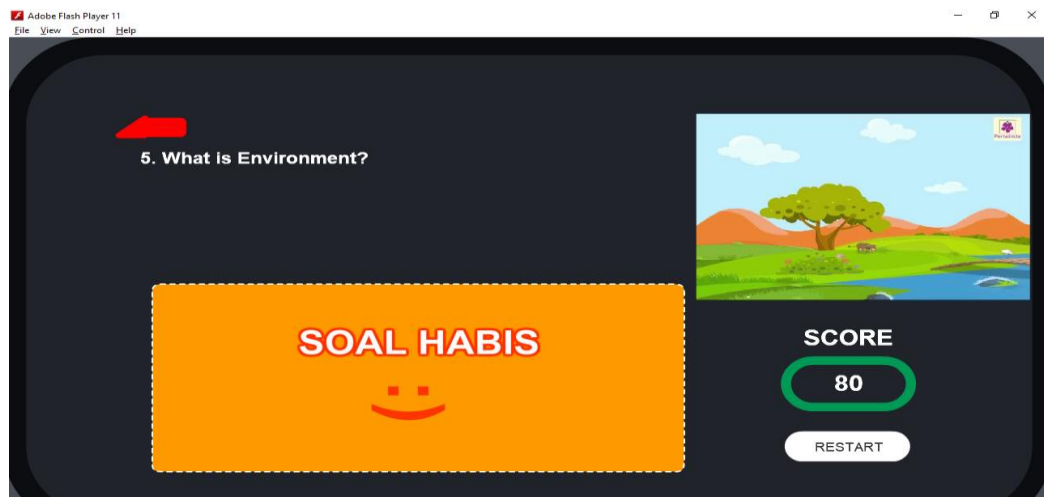 Adobe Flash Player 11
File View Control Help
5. What is Environment?
SOAL HABIS
SCORE
80
RESTART